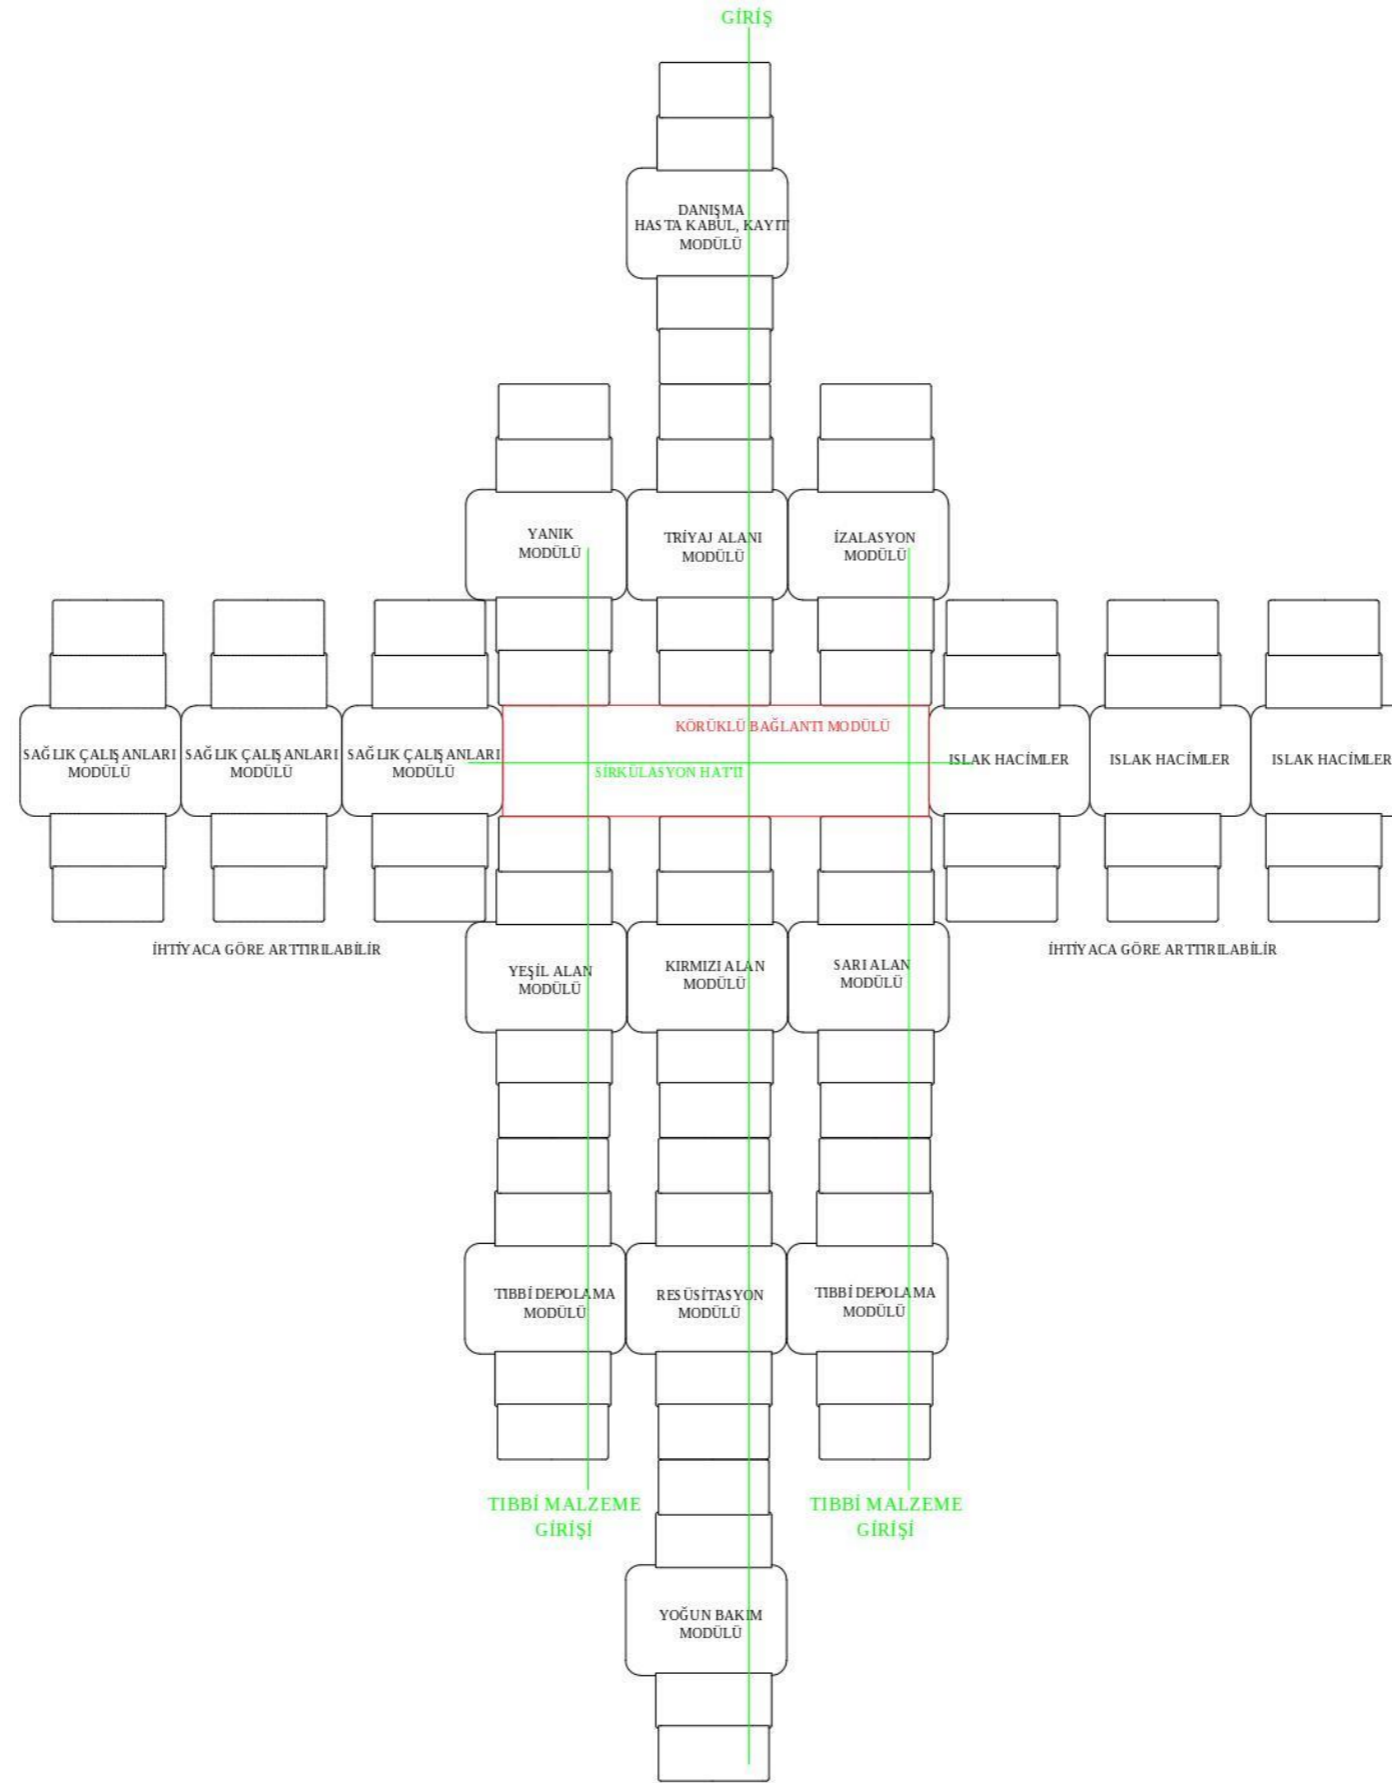 GİRİŞ
DANIŞMA
HASTA KABUL, KAYIT
MODÜLÜ
YANIK
MODÜLÜ
TRİYAJ ALANI
MODÜLÜ
İZALASYON
MODÜLÜ
KÖRÜKLÜ BAĞLANTI MODÜLÜ
SAĞLIK ÇALIŞANLARI
MODÜLÜ
SAĞLIK ÇALIŞANLARI
MODÜLÜ
SAĞLIK ÇALIŞANLARI
MODÜLÜ
SİRKÜLASYON HATTI
ISLAK HACİMLER
ISLAK HACİMLER
ISLAK HACİMLER
İHTİYACA GÖRE ARTTIRILABİLİR
İHTİYACA GÖRE ARTTIRILABİLİR
YEŞİL ALAN
MODÜLÜ
KIRMIZI ALAN
MODÜLÜ
SARI ALAN
MODÜLÜ
TIBBİ DEPOLAMA
MODÜLÜ
RESÜSİTASYON
MODÜLÜ
TIBBİ DEPOLAMA
MODÜLÜ
TIBBİ MALZEME
GİRİŞİ
TIBBİ MALZEME
GİRİŞİ
YOĞUN BAKIM
MODÜLÜ